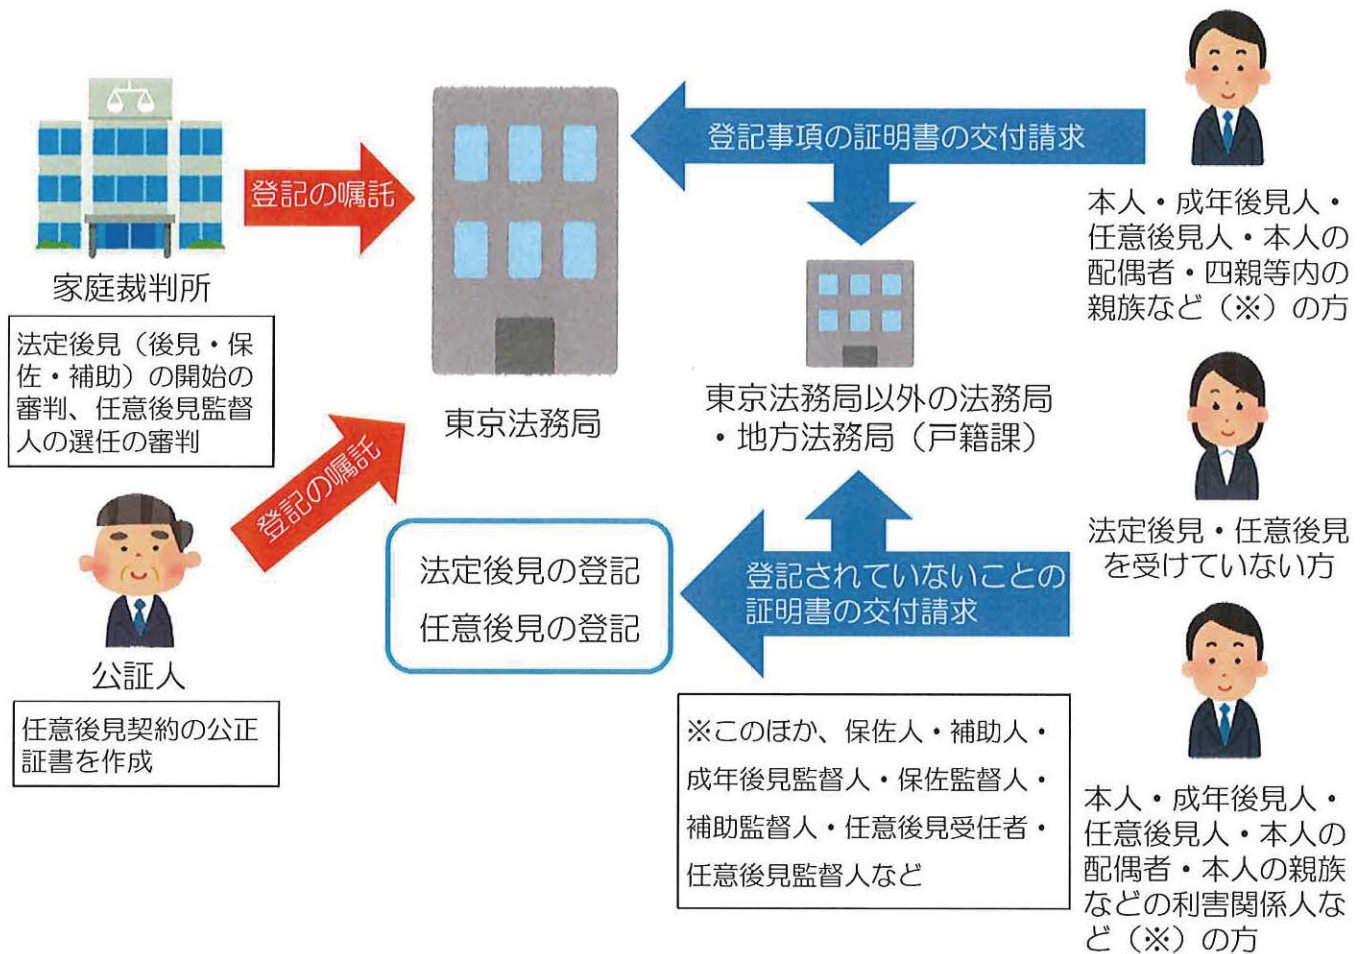 家庭裁判所
法定後見（後見・保
佐・補助）の開始の
審判、任意後見監督
人の選任の審判
登記の嘱託
公証人
任意後見契約の公正
証書を作成
登記の嘱託
東京法務局
法定後見の登記
任意後見の登記
登記事項の証明書の交付請求
東京法務局以外の法務局
・地方法務局（戸籍課）
登記されていないことの
証明書の交付請求
※このほか、保佐人・補助人・
成年後見監督人・保佐監督人・
補助監督人・任意後見受任者・
任意後見監督人など
本人・成年後見人・
任意後見人・本人の
配偶者・四親等内の
親族など（※）の方
法定後見・任意後見
を受けていない方
本人・成年後見人・
任意後見人・本人の
配偶者・本人の親族
などの利害関係人な
ど（※）の方